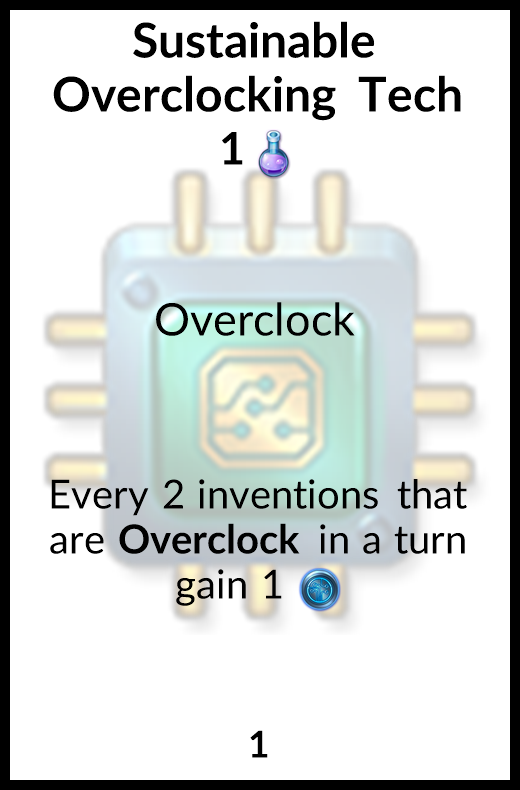 Sustainable
Overclocking Tech
1
Overclock
Every 2 inventions that
are Overclock in a turn
gain 1
1